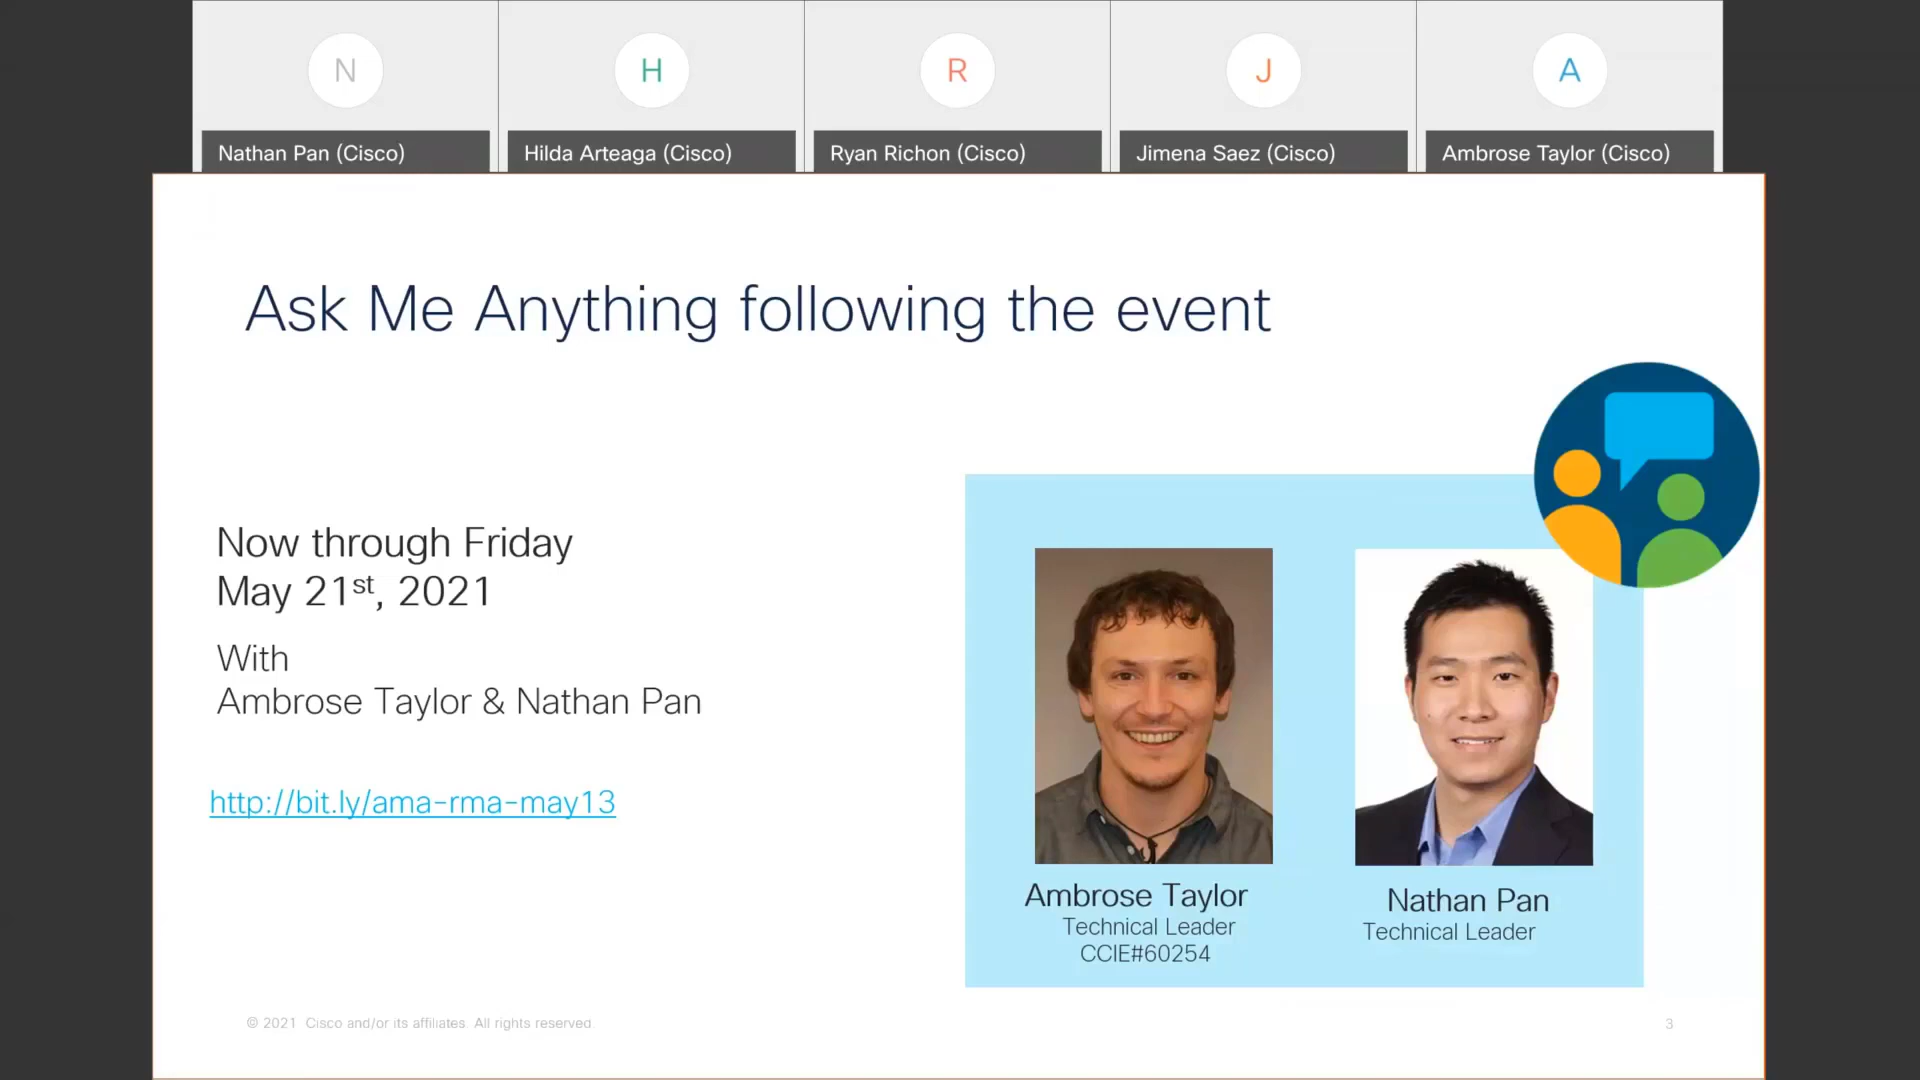 N
H
R
J
A
Nathan Pan (Cisco)
Hilda Arteaga (Cisco)
Ryan Richon (Cisco)
Jimena Saez (Cisco)
Ambrose Taylor (Cisco)
Ask Me Anything following the event
Now through Friday
May 21st, 2021
With
Ambrose Taylor & Nathan Pan
http://bit.ly/ama-rma-may13
Ambrose Taylor
Technical Leader
CCIE#60254
Nathan Pan
Technical Leader
© 2021 Cisco and/or its affiliates. All rights reserved.
3